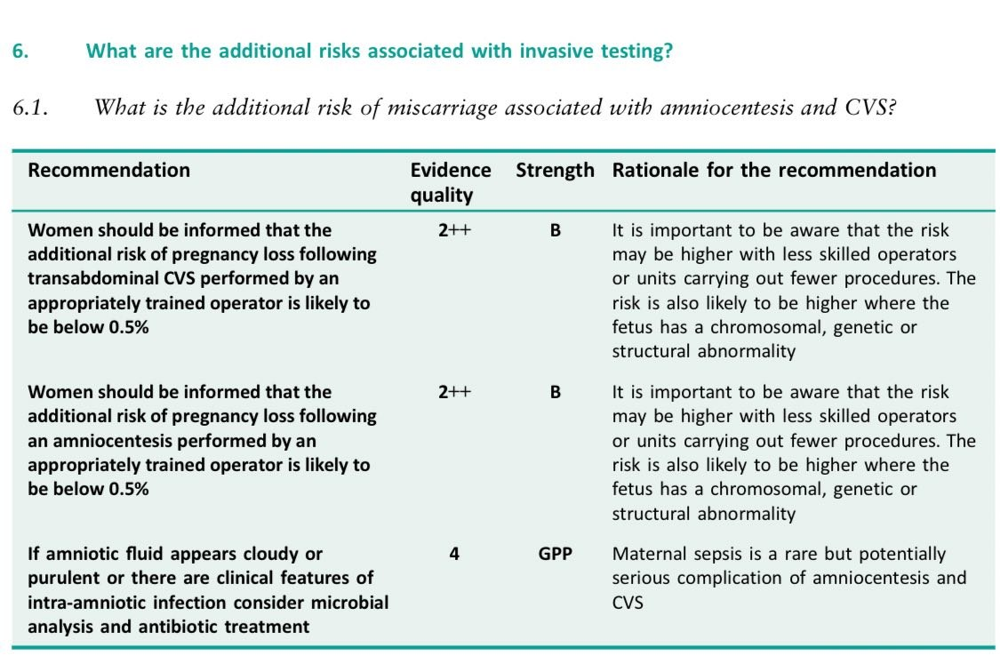 6. What are the additional risks associated with invasive testing?
6.1. What is the additional risk of miscarriage associated with amniocentesis and CVS?
Recommendation
Evidence
quality
Strength
Rationale for the recommendation
Women should be informed that the
additional risk of pregnancy loss following
transabdominal CVS performed by an
appropriately trained operator is likely to
be below 0.5%
2++
B
It is important to be aware that the risk
may be higher with less skilled operators
or units carrying out fewer procedures. The
risk is also likely to be higher where the
fetus has a chromosomal, genetic or
structural abnormality
Women should be informed that the
additional risk of pregnancy loss following
an amniocentesis performed by an
appropriately trained operator is likely to
be below 0.5%
2++
B
It is important to be aware that the risk
may be higher with less skilled operators
or units carrying out fewer procedures. The
risk is also likely to be higher where the
fetus has a chromosomal, genetic or
structural abnormality
If amniotic fluid appears cloudy or
purulent or there are clinical features of
intra-amniotic infection consider microbial
analysis and antibiotic treatment
4
GPP
Maternal sepsis is a rare but potentially
serious complication of amniocentesis and
CVS